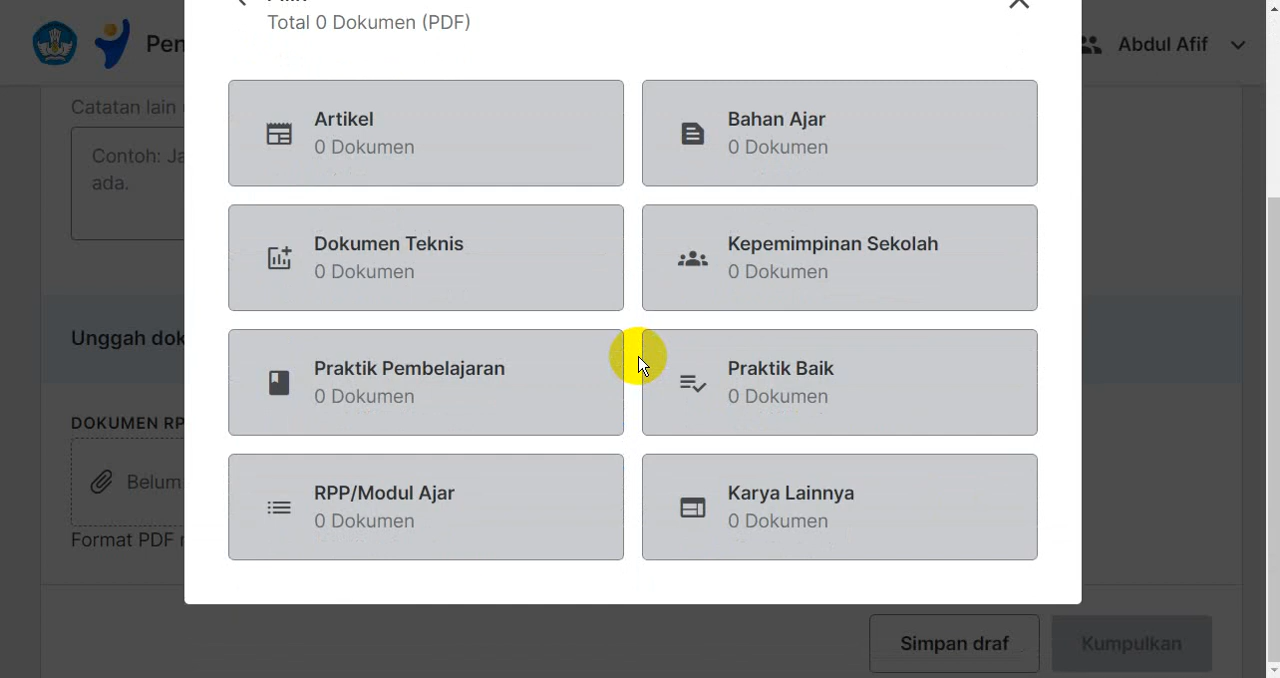 Total 0 Dokumen (PDF)
Pen
Abdul Afif
Catatan lain
Contoh: Ja
ada.
Artikel
0 Dokumen
Bahan Ajar
0 Dokumen
Dokumen Teknis
0 Dokumen
Kepemimpinan Sekolah
0 Dokumen
Unggah dok
Praktik Pembelajaran
0 Dokumen
Praktik Baik
0 Dokumen
DOKUMEN RP
Belum
RPP/Modul Ajar
0 Dokumen
Karya Lainnya
0 Dokumen
Format PDF
Simpan draf
Kumpulkan